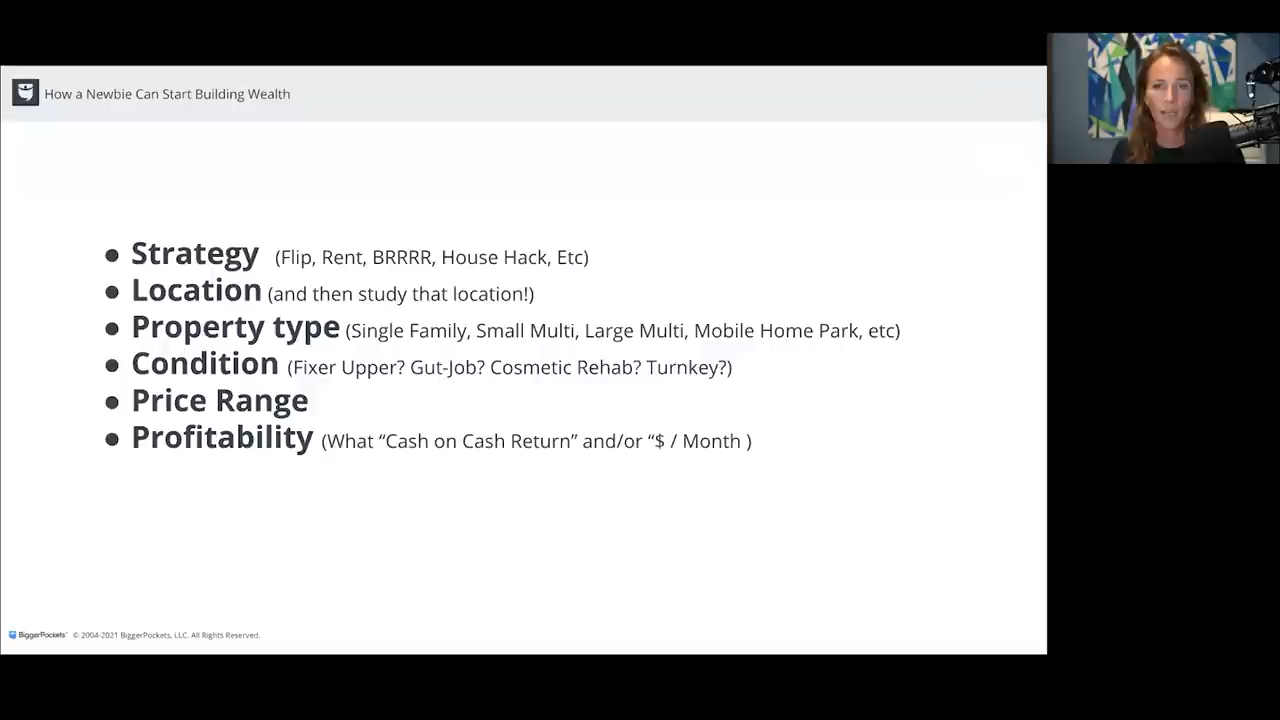 How a Newbie Can Start Building Wealth
● Strategy (Flip, Rent, BRRRR, House Hack, Etc)
● Location (and then study that location!)
● Property type (Single Family, Small Multi, Large Multi, Mobile Home Park, etc)
● Condition (Fixer Upper? Gut-Job? Cosmetic Rehab? Turnkey?)
● Price Range
● Profitability (What “Cash on Cash Return” and/or “$ / Month )
BiggerPockets © 2004-2021 BiggerPockets, LLC. All Rights Reserved.